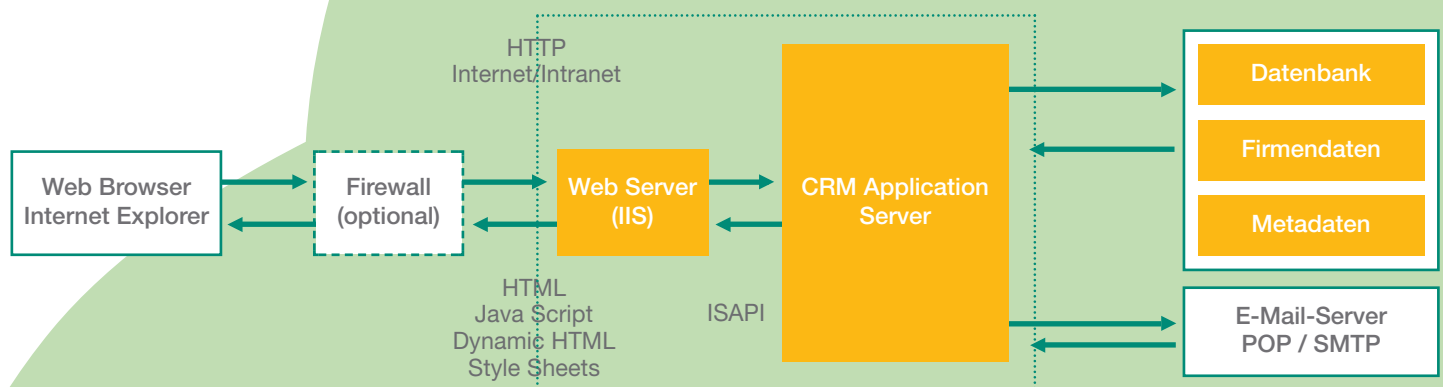 HTTP
Internet/Intranet
Web Browser
Internet Explorer
Firewall
(optional)
Web Server
(IIS)
CRM Application
Server
Datenbank
Firmendaten
Metadaten
HTML
Java Script
Dynamic HTML
Style Sheets
ISAPI
E-Mail-Server
POP / SMTP